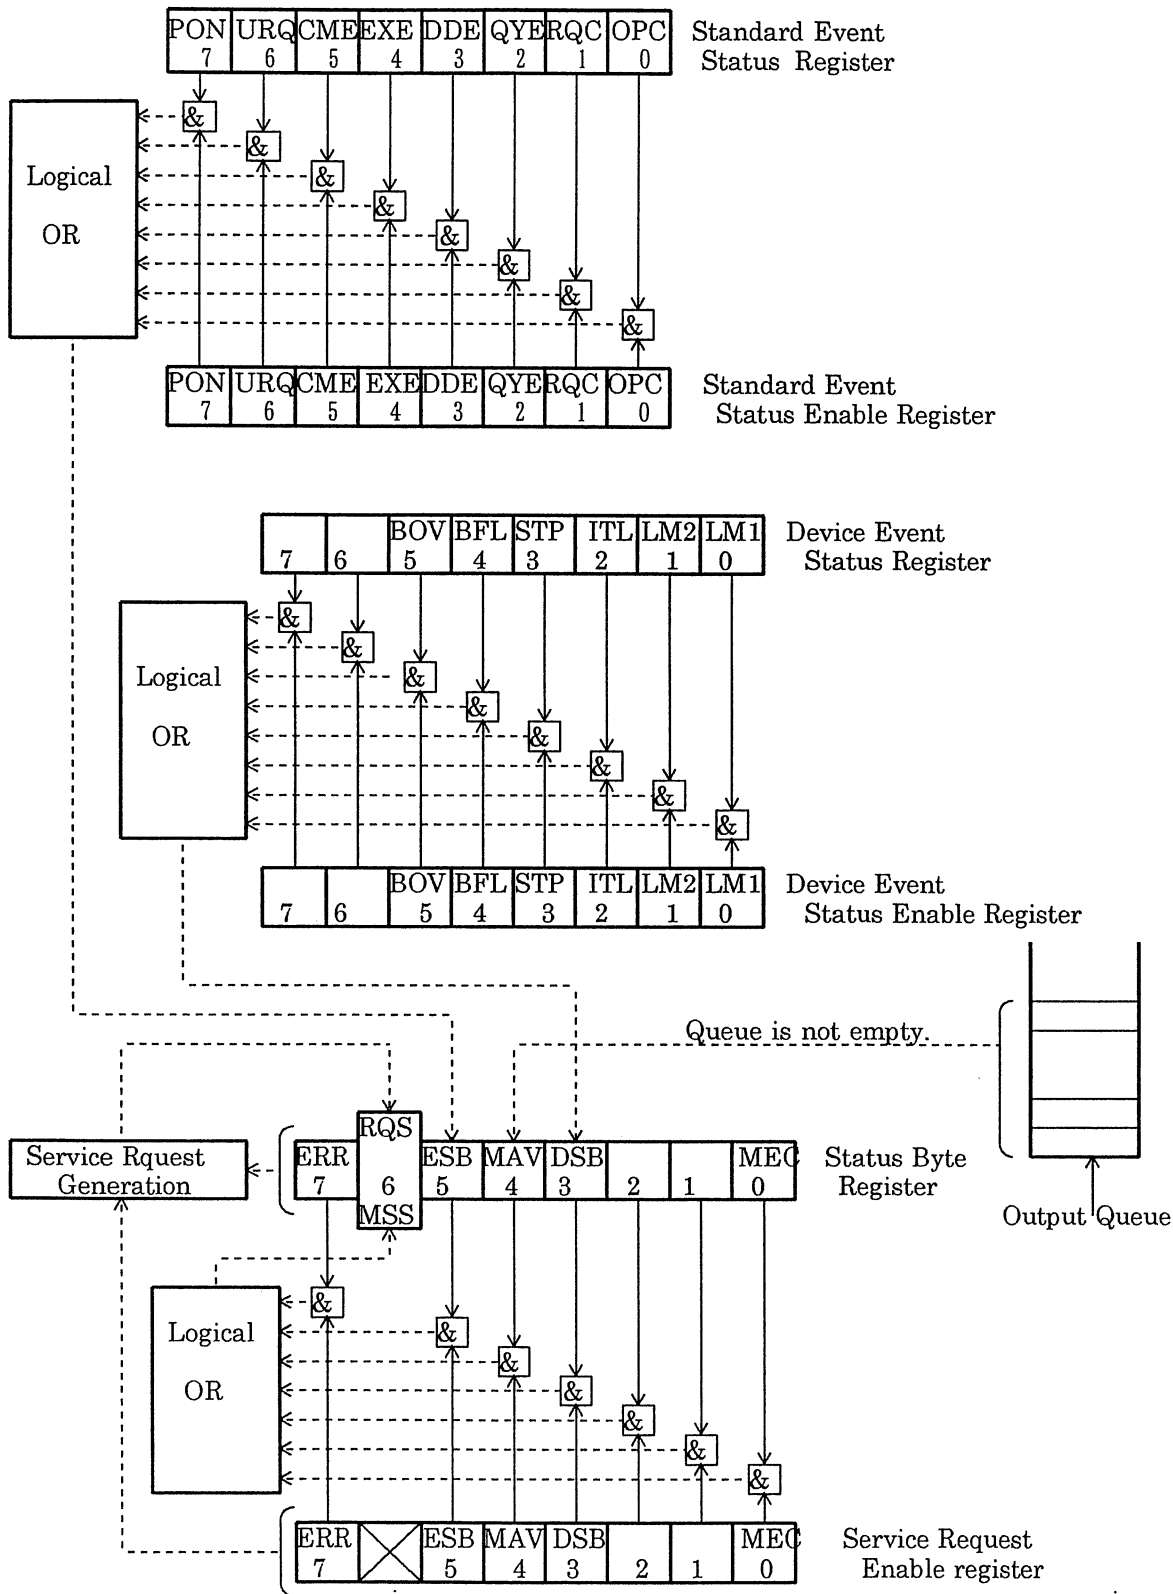 PON URQ CME EXE DDE QYE RQC OPC Standard Event
7 6 5 4 3 2 1 0 Status Register
&
&
Logical &
&
OR &
&
&
&
PON URQ CME EXE DDE QYE RQC OPC Standard Event
7 6 5 4 3 2 1 0 Status Enable Register
BOV BFL STP ITL LM2 LM1 Device Event
7 6 5 4 3 2 1 0 Status Register
&
&
Logical &
&
OR &
&
&
&
BOV BFL STP ITL LM2 LM1 Device Event
7 6 5 4 3 2 1 0 Status Enable Register
Queue is not empty.
RQS
Service Rquest ERR ESB MAV DSB MEC Status Byte
Generation 7 6 5 4 3 2 1 0 Register
MSS Output Queue
&
Logical &
&
OR &
&
&
&
ERR ESB MAV DSB MEC Service Request
7 5 4 3 2 1 0 Enable register